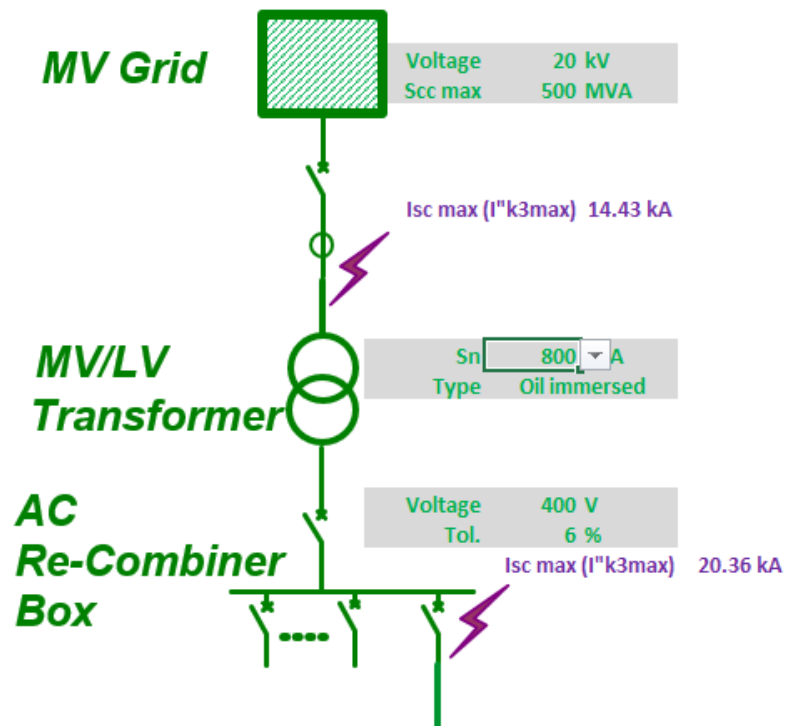 MV Grid
Voltage 20 kV
Scc max 500 MVA
Isc max (I"k3max) 14.43 kA
MV/LV
Transformer
Sn 800 A
Type Oil immersed
AC
Re-Combiner
Box
Voltage 400 V
Tol. 6 %
Isc max (I"k3max) 20.36 kA